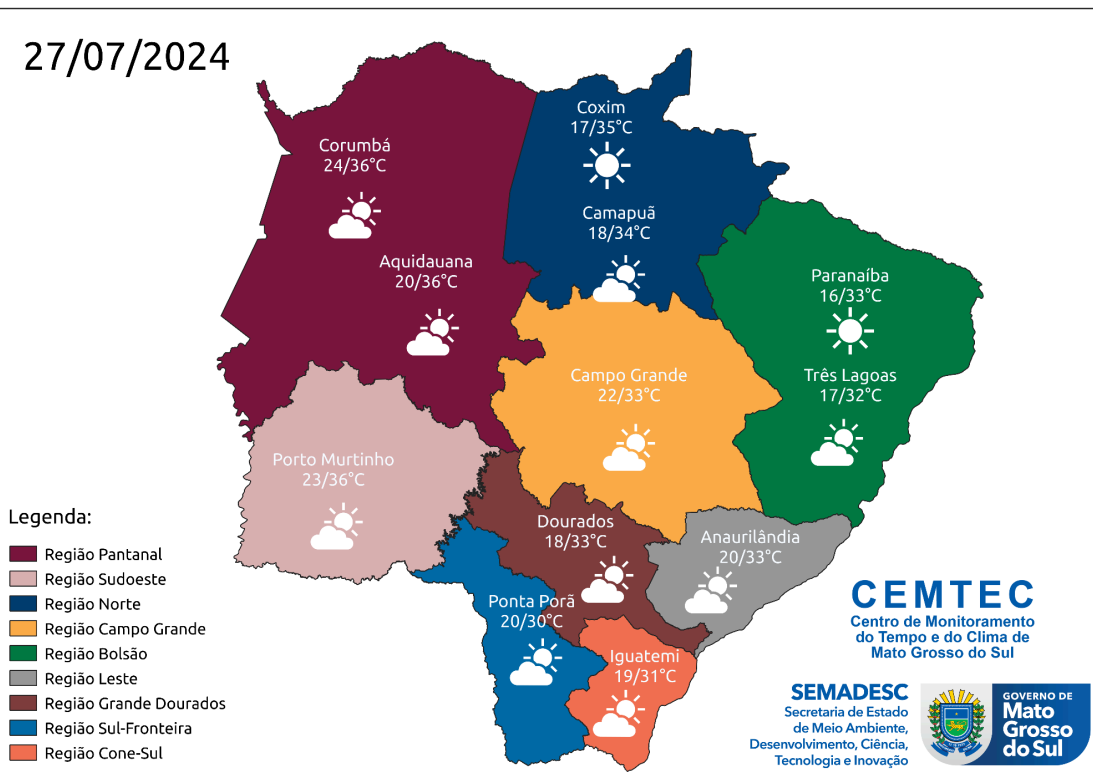 27/07/2024
Coxim
17/35°C
Corumbá
24/36°C
Camapuã
18/34°C
Aquidauana
20/36°C
Paranaíba
16/33°C
Campo Grande
22/33°C
Três Lagoas
17/32°C
Porto Murtinho
23/36°C
Dourados
18/33°C
Anaurilândia
20/33°C
Ponta Porã
20/30°C
Iguatemi
19/31°C
Legenda:
Região Pantanal
Região Sudoeste
Região Norte
Região Campo Grande
Região Bolsão
Região Leste
Região Grande Dourados
Região Sul-Fronteira
Região Cone-Sul
CEMTEC
Centro de Monitoramento
do Tempo e do Clima de
Mato Grosso do Sul
SEMADESC
Secretaria de Estado
de Meio Ambiente,
Desenvolvimento, Ciência,
Tecnologia e Inovação
GOVERNO DE
Mato
Grosso
do Sul